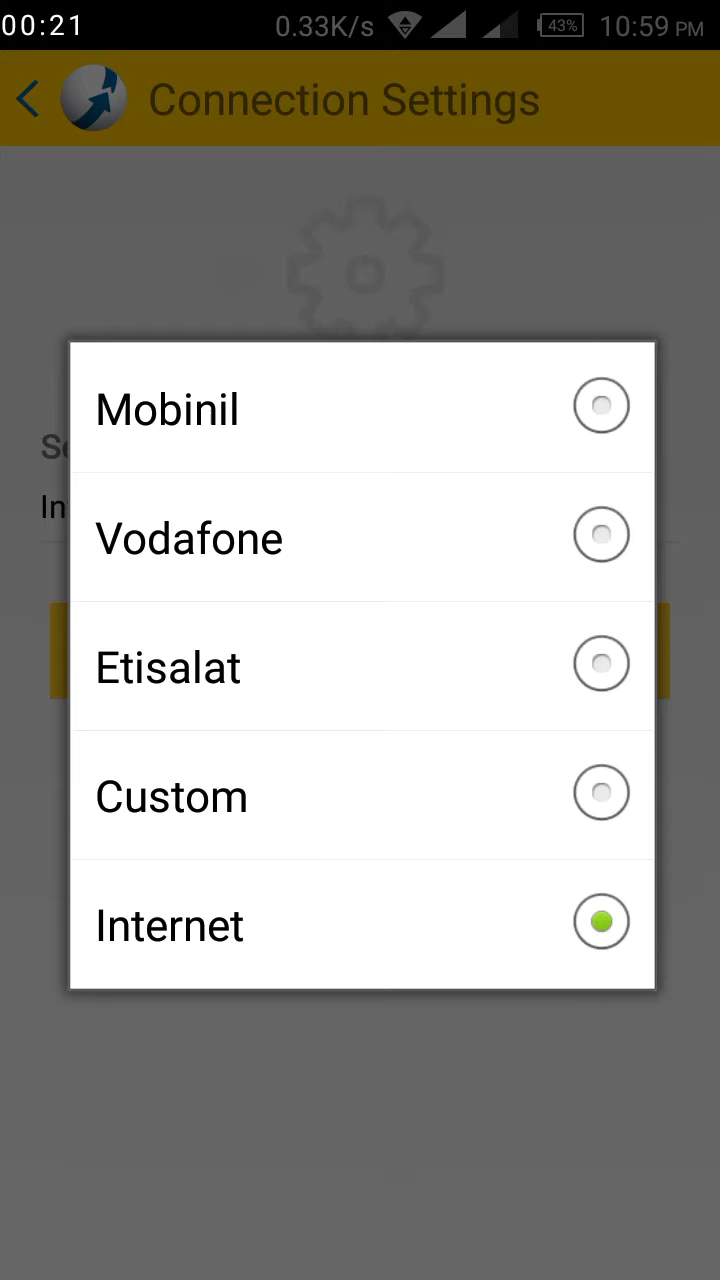 00:21 0.33K/s 43% 10:59 PM
Connection Settings
Mobinil
Vodafone
Etisalat
Custom
Internet